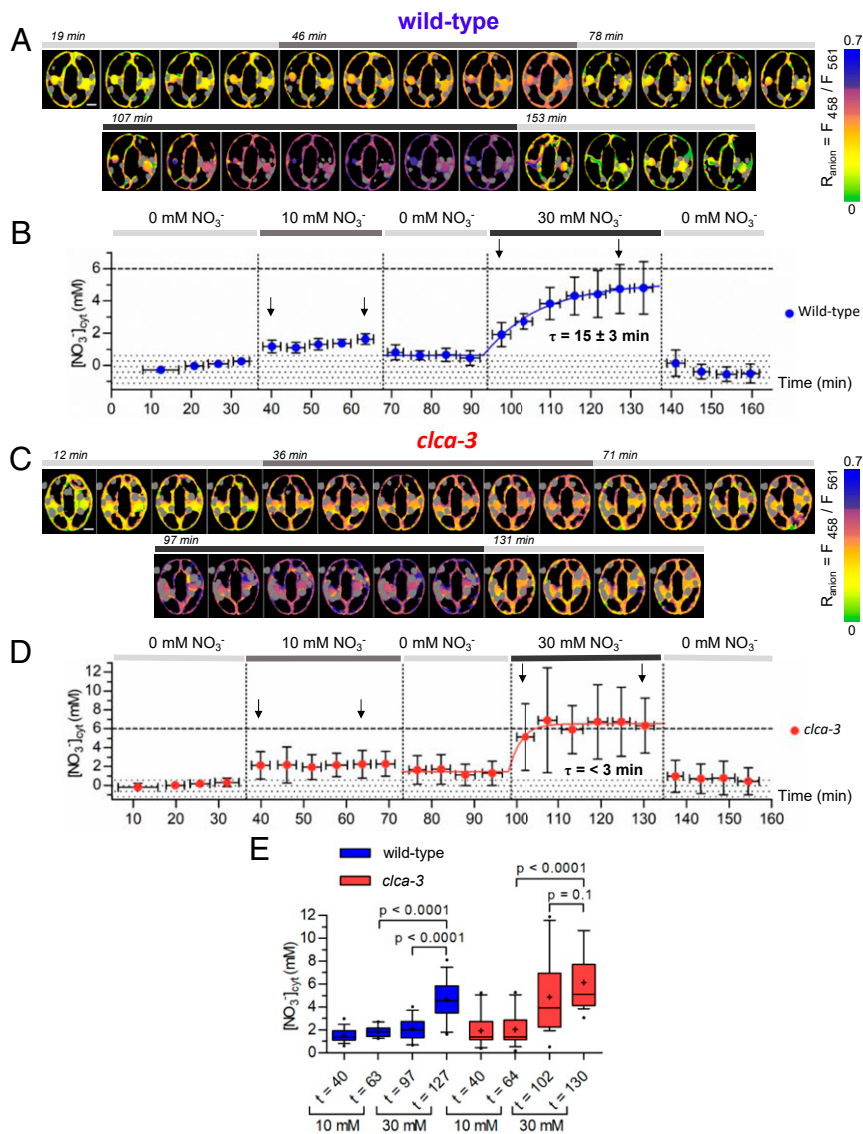 wild-type
A
19 min 46 min 78 min
107 min 153 min
0.7
R anion = F 458 / F 561
0
B
0 mM NO3- 10 mM NO3- 0 mM NO3- 30 mM NO3- 0 mM NO3-
[NO3-]cyt (mM)
6
4
2
0
τ = 15 ± 3 min
Wild-type
Time (min)
0 10 20 30 40 50 60 70 80 90 100 110 120 130 140 150 160
clca-3
C
12 min 36 min 71 min
97 min 131 min
0.7
R anion = F 458 / F 561
0
D
0 mM NO3- 10 mM NO3- 0 mM NO3- 30 mM NO3- 0 mM NO3-
[NO3-]cyt (mM)
12
10
8
6
4
2
0
τ = < 3 min
clca-3
Time (min)
10 20 30 40 50 60 70 80 90 100 110 120 130 140 150 160
E
wild-type
clca-3
p < 0.0001
p = 0.1
p < 0.0001
p < 0.0001
[NO3-]cyt (mM)
12
10
8
6
4
2
0
t = 40 t = 63 t = 97 t = 127 t = 40 t = 64 t = 102 t = 130
10 mM 30 mM 10 mM 30 mM